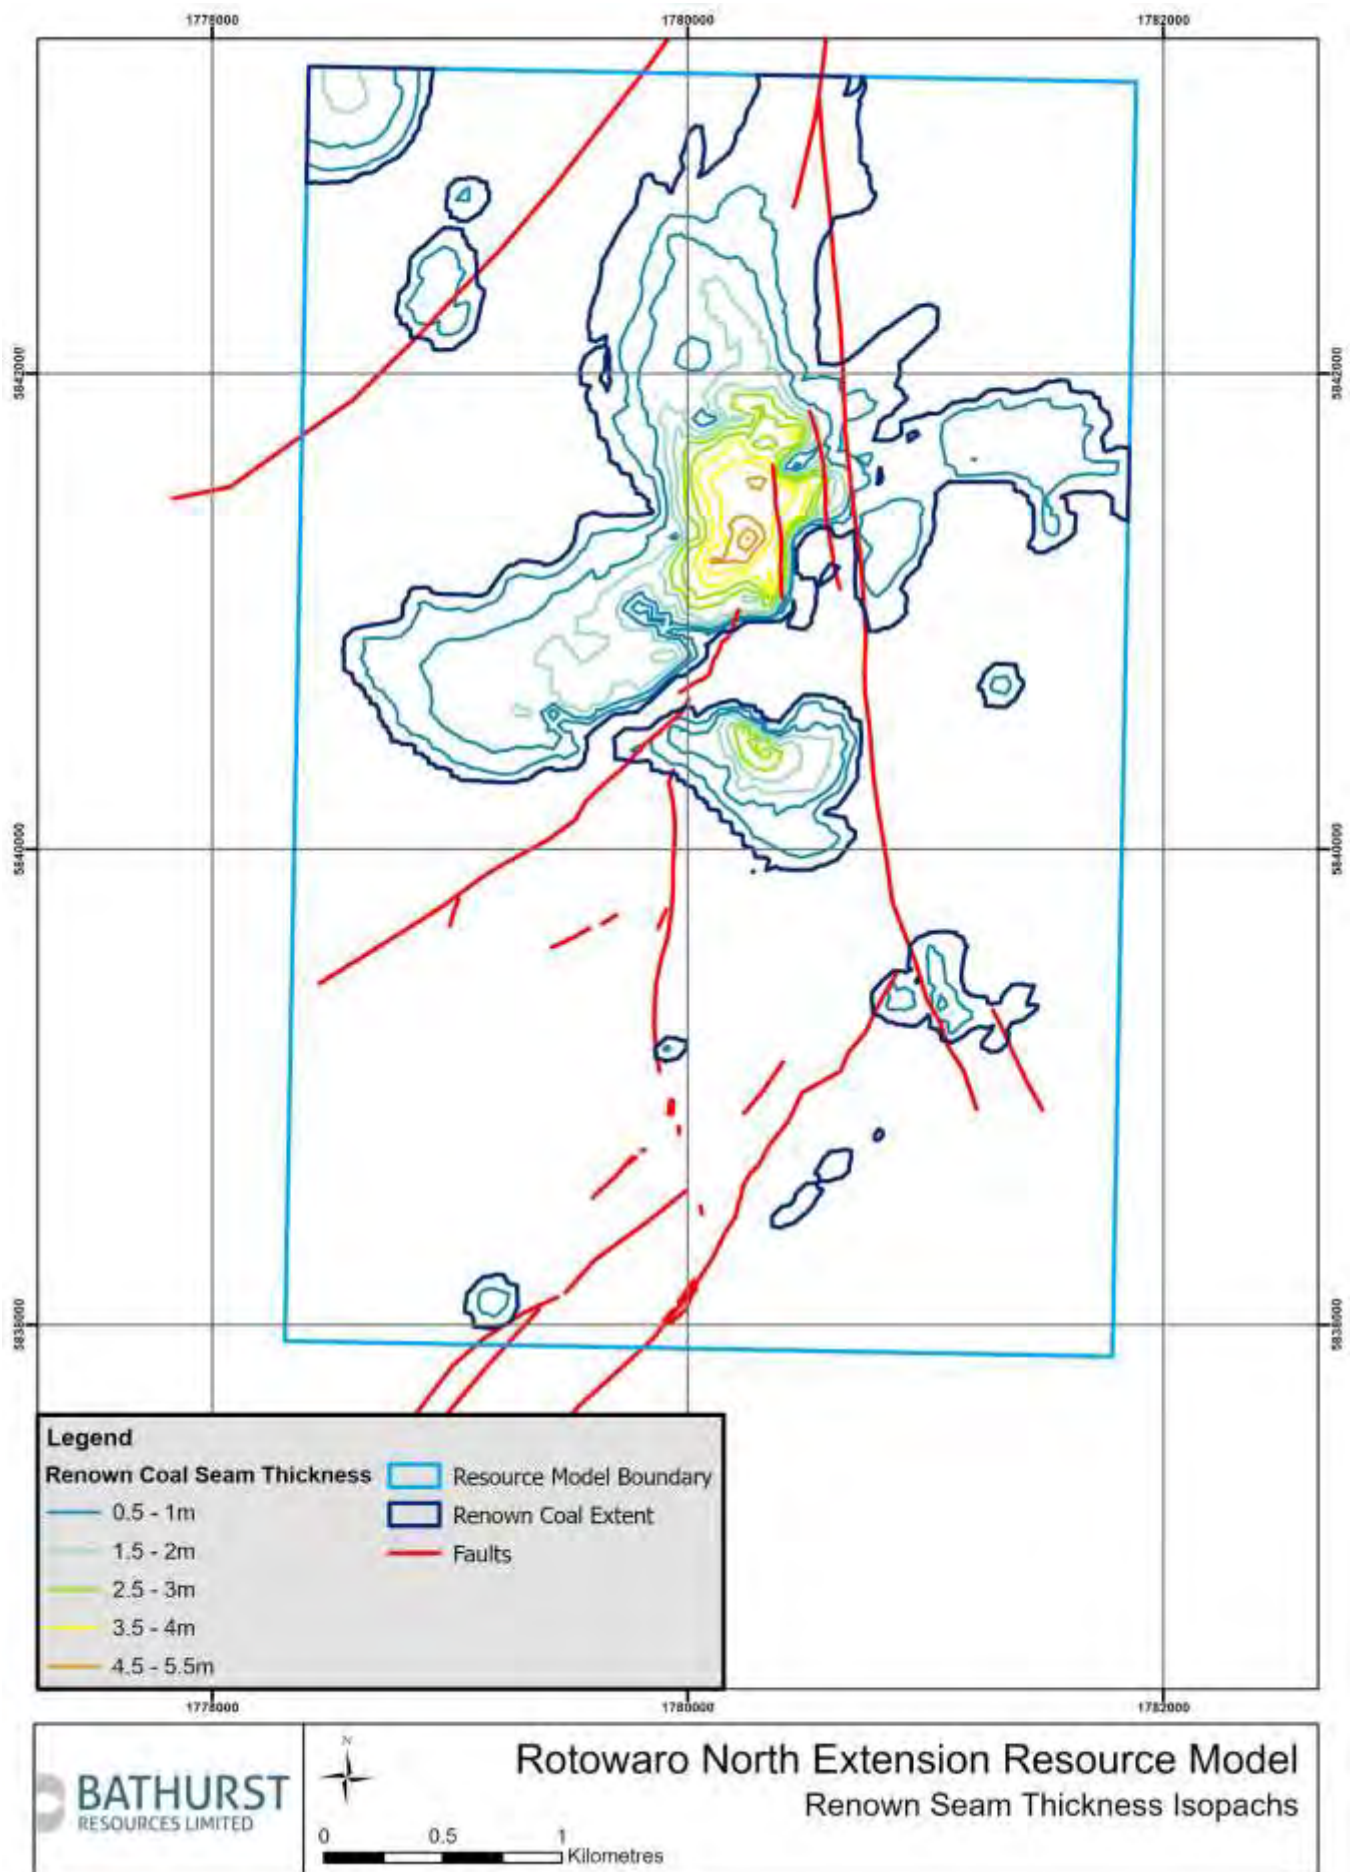 1778000
1780000
1782000
5842000
5842000
5840000
5840000
5838000
5838000
Legend
Renown Coal Seam Thickness
0.5 - 1m
1.5 - 2m
2.5 - 3m
3.5 - 4m
4.5 - 5.5m
Resource Model Boundary
Renown Coal Extent
Faults
1778000
1780000
1782000
BATHURST
RESOURCES LIMITED
N
0 0.5 1
Kilometres
Rotowaro North Extension Resource Model
Renown Seam Thickness Isopachs